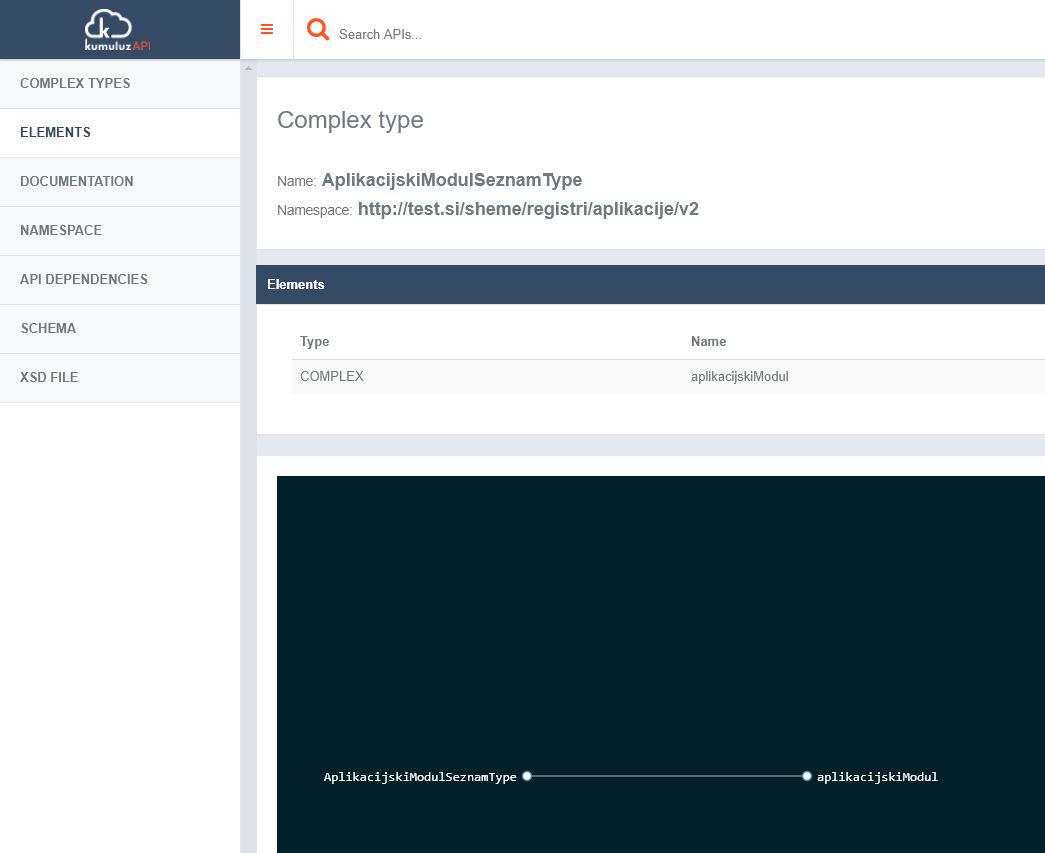 kumuluzAPI
Search APIs...
COMPLEX TYPES
ELEMENTS
DOCUMENTATION
NAMESPACE
API DEPENDENCIES
SCHEMA
XSD FILE
Complex type
Name: AplikacijskiModulSeznamType
Namespace: http://test.si/sheme/registri/aplikacije/v2
Elements
Type Name
COMPLEX aplikacijskiModul
AplikacijskiModulSeznamType aplikacijskiModul